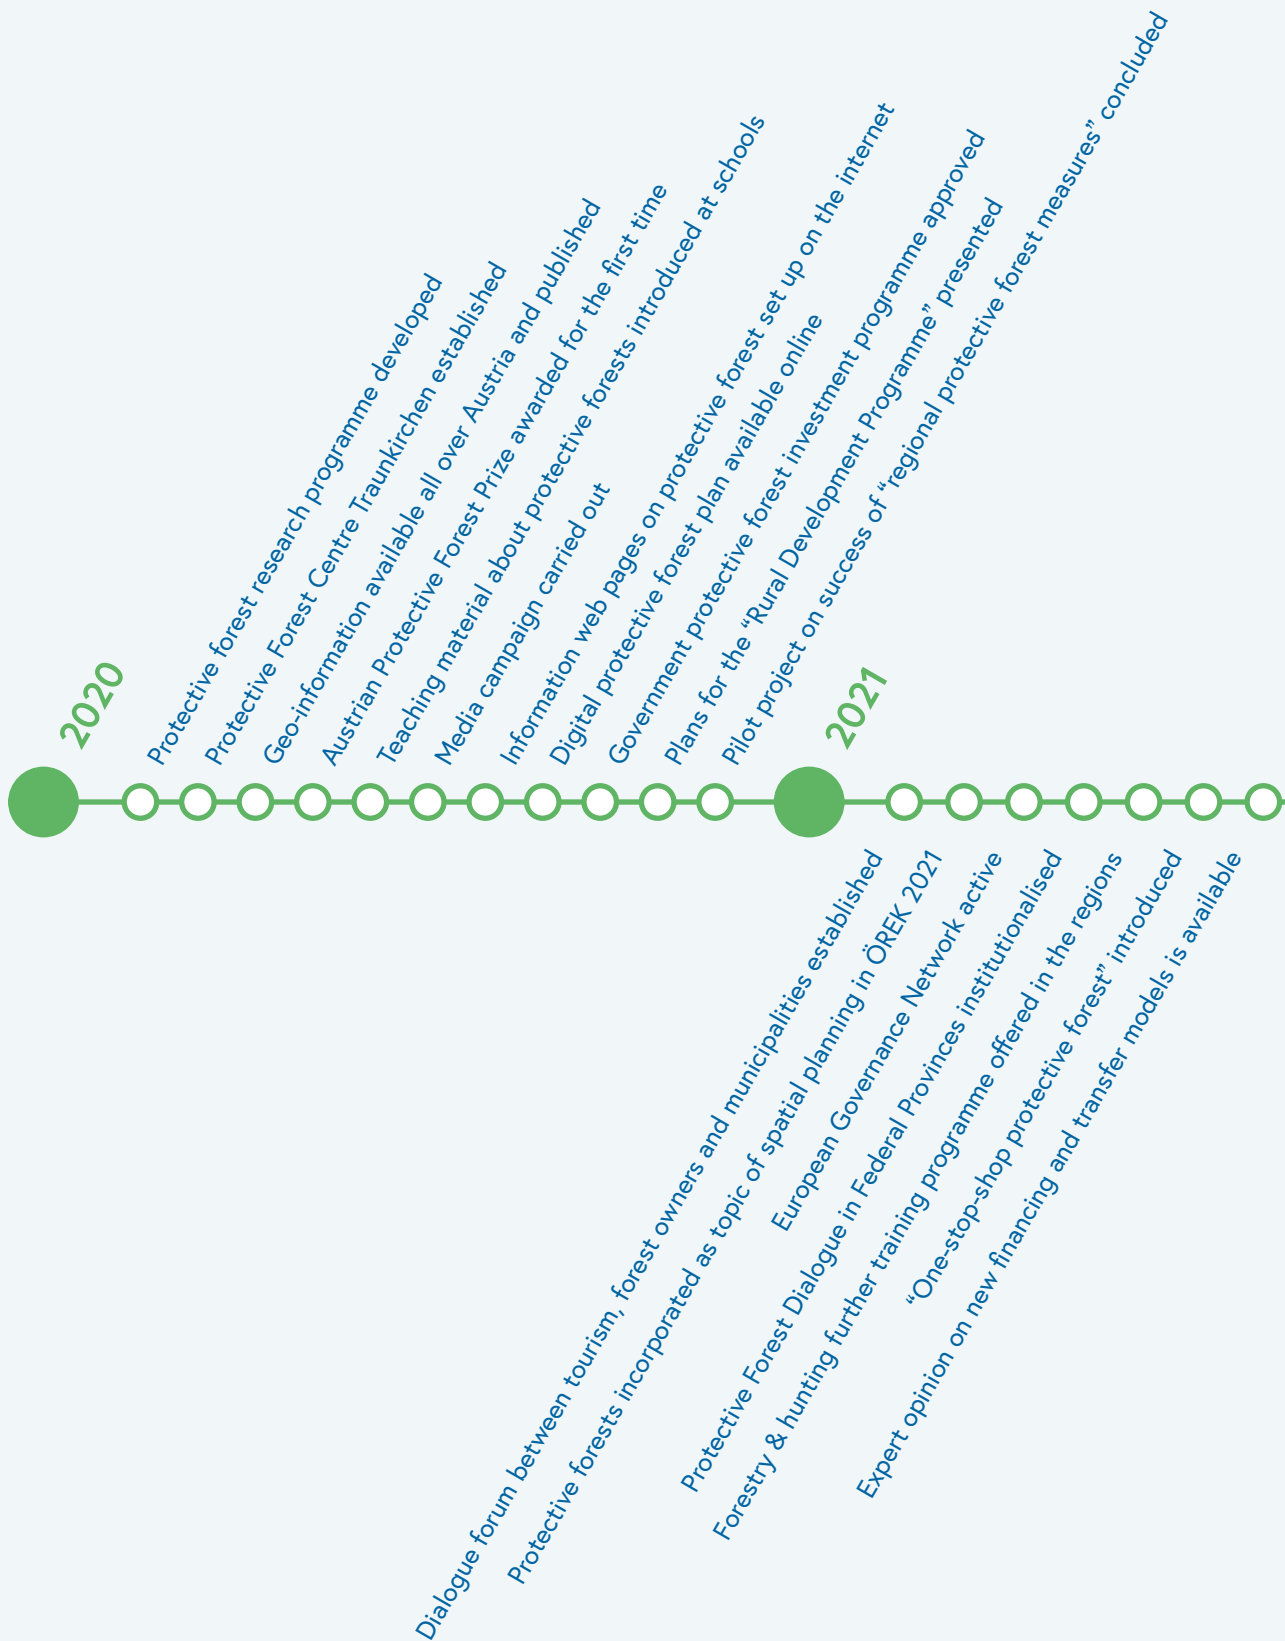 2020
Protective forest research programme developed
Protective Forest Centre Traunkirchen established
Geo-information available all over Austria and published
Austrian Protective Forest Prize awarded for the first time
Teaching material about protective forests introduced at schools
Media campaign carried out
Information web pages on protective forest set up on the internet
Digital protective forest plan available online
Government protective forest investment programme approved
Plans for the “Rural Development Programme” presented
Pilot project on success of “regional protective forest measures” concluded
2021
Dialogue forum between tourism, forest owners and municipalities established
Protective forests incorporated as topic of spatial planning in ÖREK 2021
European Governance Network active
Protective Forest Dialogue in Federal Provinces institutionalised
Forestry & hunting further training programme offered in the regions
“One-stop-shop protective forest” introduced
Expert opinion on new financing and transfer models is available